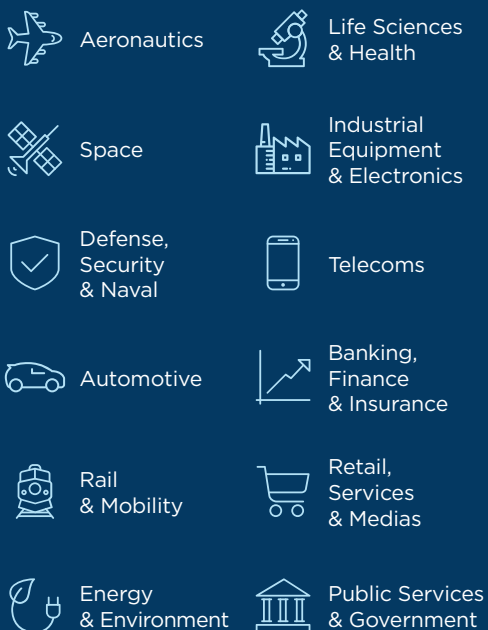 Aeronautics
Life Sciences
& Health
Space
Industrial
Equipment
& Electronics
Defense,
Security
& Naval
Telecoms
Automotive
Banking,
Finance
& Insurance
Rail
& Mobility
Retail,
Services
& Medias
Energy
& Environment
Public Services
& Government